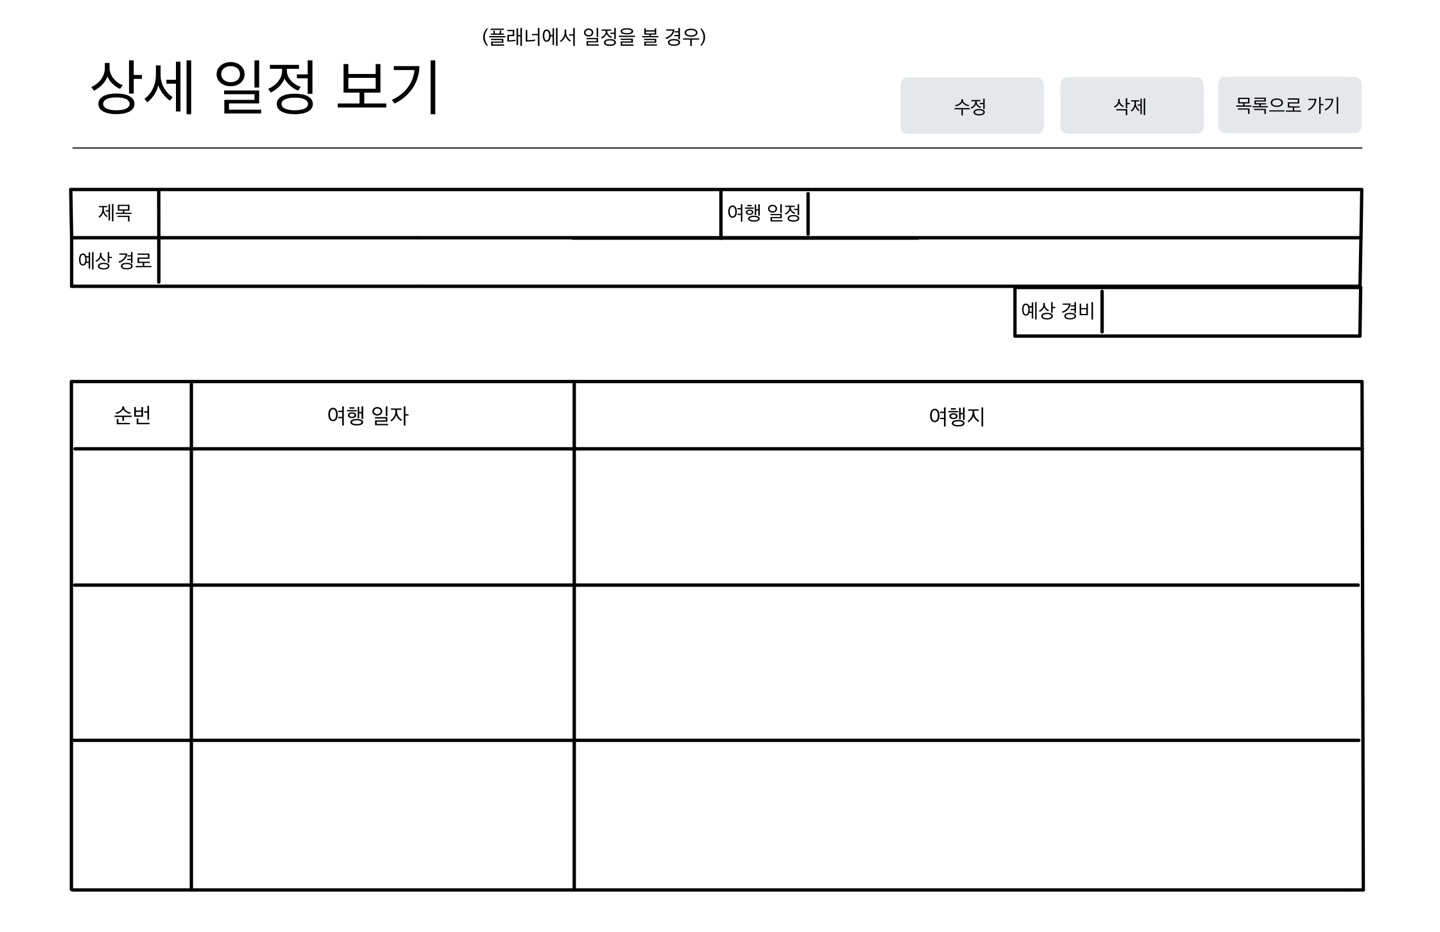 (플래너에서 일정을 볼 경우)
상세 일정 보기
수정 삭제 목록으로 가기
제목 여행 일정
예상 경로
예상 경비
순번 여행 일자 여행지